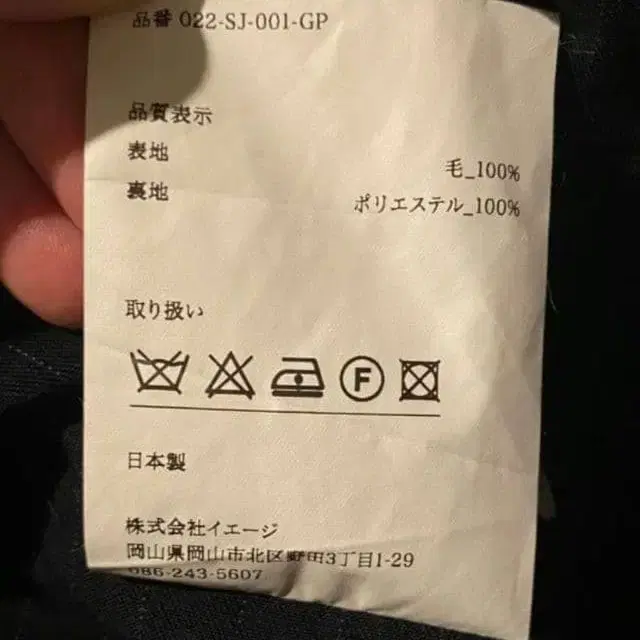 品番 022-SJ-001-GP
品質表示
表地 毛_100%
裏地 ポリエステル_100%
取り扱い
F
日本製
株式会社イエージ
岡山県岡山市北区野田3丁目1-29
086-243-5607